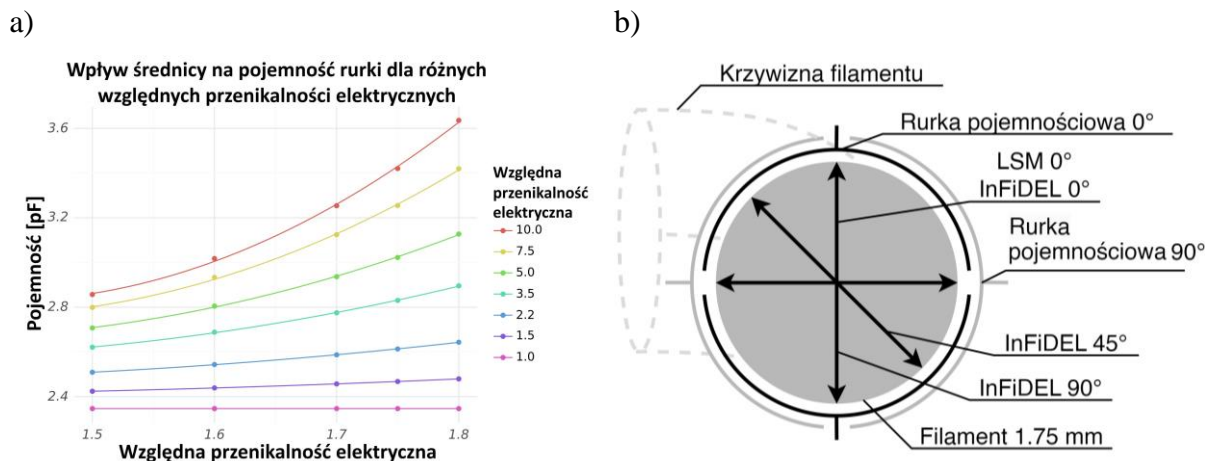 a)
Wpływ średnicy na pojemność rurki dla różnych
względnych przenikalności elektrycznych
Pojemność [pF]
3.6
3.2
2.8
2.4
1.5
1.6
1.7
1.8
Względna przenikalność elektryczna
Względna
przenikalność
elektryczna
10.0
7.5
5.0
3.5
2.2
1.5
1.0
b)
Krzywizna filamentu
Rurka pojemnościowa 0°
LSM 0°
InFiDEL 0°
Rurka
pojemnościowa 90°
InFiDEL 45°
InFiDEL 90°
Filament 1.75 mm